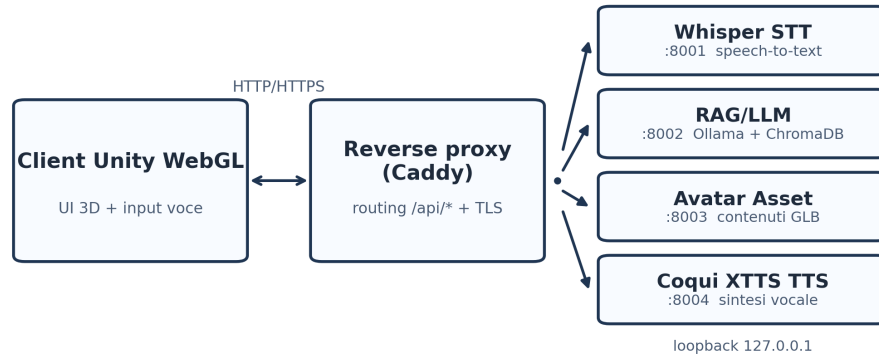 HTTP/HTTPS
Client Unity WebGL
UI 3D + input voce
Reverse proxy
(Caddy)
routing /api/* + TLS
Whisper STT
:8001 speech-to-text
RAG/LLM
:8002 Ollama + ChromaDB
Avatar Asset
:8003 contenuti GLB
Coqui XTTS TTS
:8004 sintesi vocale
loopback 127.0.0.1